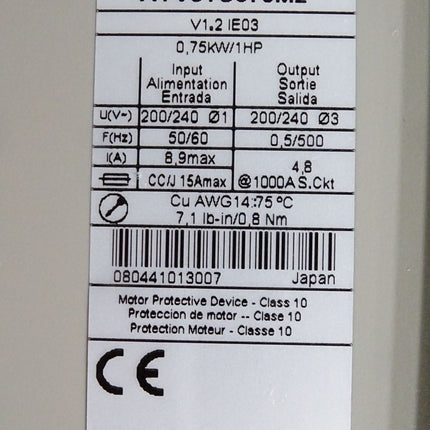 V1.2 IE03
0,75kW/1HP
Input Output
Alimentation Sortie
Entrada Salida
U(V~) 200/240 Ø1 200/240 Ø3
F(Hz) 50/60 0,5/500
I(A) 8,9max 4,8
CC/J 15Amax @1000A S.Ckt
Cu AWG14:75 °C
7,1 lb-in/0,8 Nm
080441013007 Japan
Motor Protective Device - Class 10
Proteccion de motor -- Clase 10
Protection Moteur - Classe 10
CE